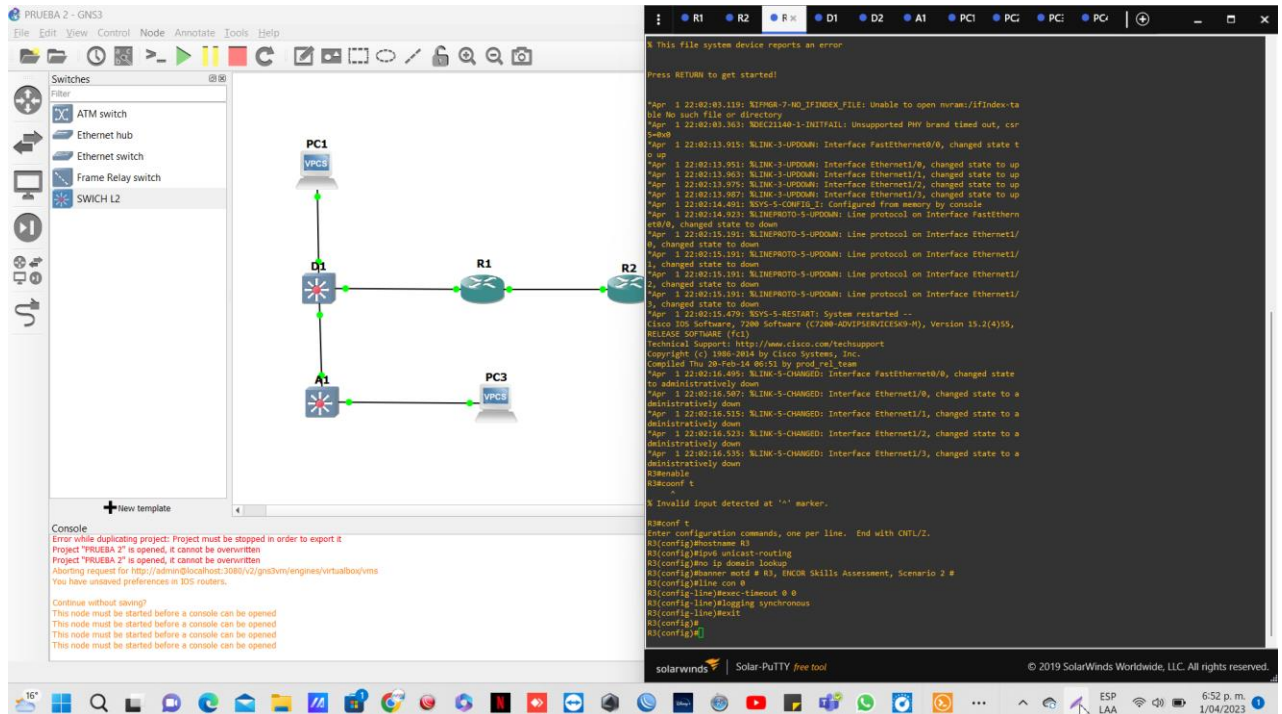 PRUEBA 2 - GNS3
File Edit View Control Node Annotate Tools Help
Switches
Filter
ATM switch
Ethernet hub
Ethernet switch
Frame Relay switch
SWICH L2
New template
PC1
VPCS
D1
R1
R2
A1
PC3
VPCS
Console
Error while duplicating project: Project must be stopped in order to export it
Project "PRUEBA 2" is opened, it cannot be overwritten
Project "PRUEBA 2" is opened, it cannot be overwritten
Aborting request for http://admin@localhost:3080/v2/gns3vm/engines/virtualbox/vms
You have unsaved preferences in IOS routers.
Continue without saving?
This node must be started before a console can be opened
This node must be started before a console can be opened
This node must be started before a console can be opened
This node must be started before a console can be opened
R1 R2 R D1 D2 A1 PC1 PC2 PC3 PC4
% This file system device reports an error
Press RETURN to get started!
*Apr 1 22:02:03.119: %IFMGR-7-NO_IFINDEX_FILE: Unable to open nvram:/ifIndex-ta
ble No such file or directory
*Apr 1 22:02:03.363: %DEC21140-1-INITFAIL: Unsupported PHY brand timed out, csr
5=0x0
*Apr 1 22:02:13.915: %LINK-3-UPDOWN: Interface FastEthernet0/0, changed state t
o up
*Apr 1 22:02:13.951: %LINK-3-UPDOWN: Interface Ethernet1/0, changed state to up
*Apr 1 22:02:13.963: %LINK-3-UPDOWN: Interface Ethernet1/1, changed state to up
*Apr 1 22:02:13.975: %LINK-3-UPDOWN: Interface Ethernet1/2, changed state to up
*Apr 1 22:02:13.987: %LINK-3-UPDOWN: Interface Ethernet1/3, changed state to up
*Apr 1 22:02:14.491: %SYS-5-CONFIG_I: Configured from memory by console
*Apr 1 22:02:14.923: %LINEPROTO-5-UPDOWN: Line protocol on Interface FastEthern
et0/0, changed state to down
*Apr 1 22:02:15.191: %LINEPROTO-5-UPDOWN: Line protocol on Interface Ethernet1/
0, changed state to down
*Apr 1 22:02:15.191: %LINEPROTO-5-UPDOWN: Line protocol on Interface Ethernet1/
1, changed state to down
*Apr 1 22:02:15.191: %LINEPROTO-5-UPDOWN: Line protocol on Interface Ethernet1/
2, changed state to down
*Apr 1 22:02:15.191: %LINEPROTO-5-UPDOWN: Line protocol on Interface Ethernet1/
3, changed state to down
*Apr 1 22:02:15.479: %SYS-5-RESTART: System restarted --
Cisco IOS Software, 7200 Software (C7200-ADVIPSERVICESK9-M), Version 15.2(4)S5,
RELEASE SOFTWARE (fc1)
Technical Support: http://www.cisco.com/techsupport
Copyright (c) 1986-2014 by Cisco Systems, Inc.
Compiled Thu 20-Feb-14 06:51 by prod_rel_team
*Apr 1 22:02:16.495: %LINK-5-CHANGED: Interface FastEthernet0/0, changed state
to administratively down
*Apr 1 22:02:16.507: %LINK-5-CHANGED: Interface Ethernet1/0, changed state to a
dministratively down
*Apr 1 22:02:16.515: %LINK-5-CHANGED: Interface Ethernet1/1, changed state to a
dministratively down
*Apr 1 22:02:16.523: %LINK-5-CHANGED: Interface Ethernet1/2, changed state to a
dministratively down
*Apr 1 22:02:16.535: %LINK-5-CHANGED: Interface Ethernet1/3, changed state to a
dministratively down
R3#enable
R3#coonf t
^
% Invalid input detected at '^' marker.
R3#conf t
Enter configuration commands, one per line. End with CNTL/Z.
R3(config)#hostname R3
R3(config)#ipv6 unicast-routing
R3(config)#no ip domain lookup
R3(config)#banner motd # R3, ENCOR Skills Assessment, Scenario 2 #
R3(config)#line con 0
R3(config-line)#exec-timeout 0 0
R3(config-line)#logging synchronous
R3(config-line)#exit
R3(config)#
R3(config)#
solarwinds Solar-PuTTY free tool © 2019 SolarWinds Worldwide, LLC. All rights reserved.
16°
ESP
LAA
6:52 p. m.
1/04/2023